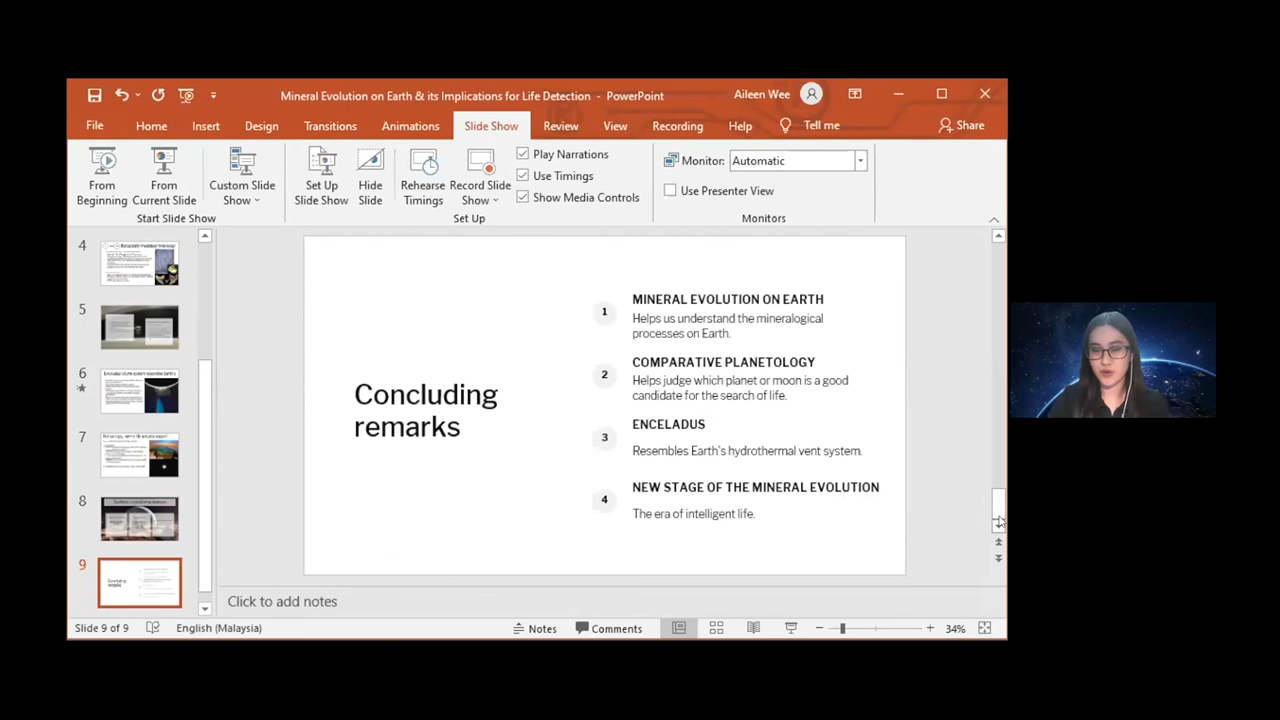 Mineral Evolution on Earth & its Implications for Life Detection - PowerPoint
Aileen Wee
File Home Insert Design Transitions Animations Slide Show Review View Recording Help Tell me Share
From Beginning
From Current Slide
Custom Slide Show
Start Slide Show
Set Up Slide Show
Hide Slide
Rehearse Timings
Record Slide Show
Play Narrations
Use Timings
Show Media Controls
Set Up
Monitor: Automatic
Use Presenter View
Monitors
4
5
6
7
8
9
Concluding
remarks
1
MINERAL EVOLUTION ON EARTH
Helps us understand the mineralogical
processes on Earth.
2
COMPARATIVE PLANETOLOGY
Helps judge which planet or moon is a good
candidate for the search of life.
3
ENCELADUS
Resembles Earth's hydrothermal vent system.
4
NEW STAGE OF THE MINERAL EVOLUTION
The era of intelligent life.
Click to add notes
Slide 9 of 9 English (Malaysia) Notes Comments 34%